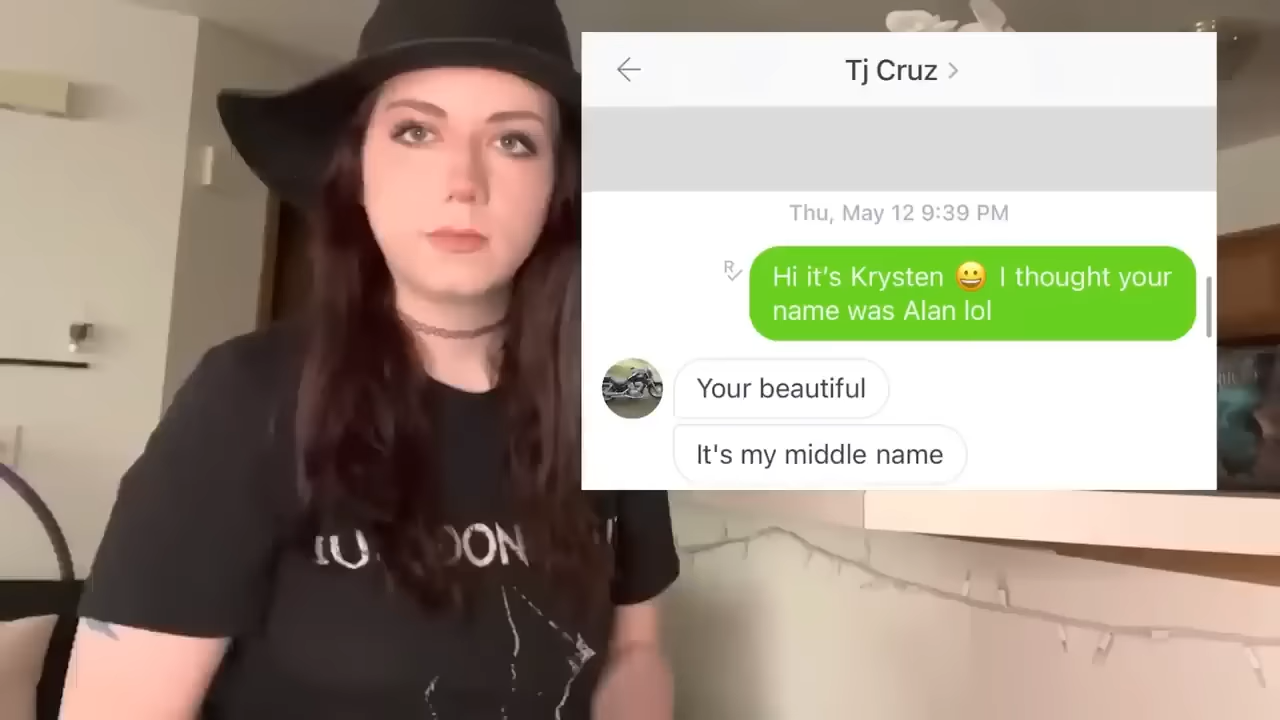 Tj Cruz
Thu, May 12 9:39 PM
R
Hi it’s Krysten 😀 I thought your
name was Alan lol
Your beautiful
It's my middle name